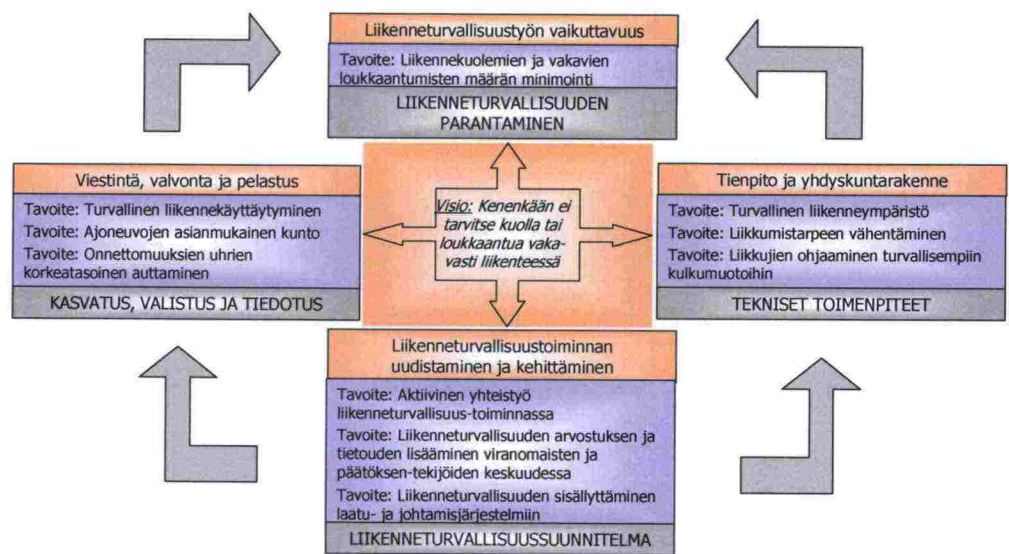 Liikenneturvallisuustyön vaikuttavuus
Tavoite: Liikennekuolemien ja vakavien
loukkaantumisten määrän minimointi
LIIKENNETURVALLISUUDEN
PARANTAMINEN
Viestintä, valvonta ja pelastus
Tavoite: Turvallinen liikennekäyttäytyminen
Tavoite: Ajoneuvojen asianmukainen kunto
Tavoite: Onnettomuuksien uhrien
korkeatasoinen auttaminen
KASVATUS, VALISTUS JA TIEDOTUS
Visio: Kenenkään ei
tarvitse kuolla tai
loukkaantua vaka-
vasti liikenteessä
Tienpito ja yhdyskuntarakenne
Tavoite: Turvallinen liikenneympäristö
Tavoite: Liikkumistarpeen vähentäminen
Tavoite: Liikkujien ohjaaminen turvallisempiin
kulkumuotoihin
TEKNISET TOIMENPITEET
Liikenneturvallisuustoiminnan
uudistaminen ja kehittäminen
Tavoite: Aktiivinen yhteistyö
liikenneturvallisuus-toiminnassa
Tavoite: Liikenneturvallisuuden arvostuksen ja
tietouden lisääminen viranomaisten ja
päätöksen-tekijöiden keskuudessa
Tavoite: Liikenneturvallisuuden sisällyttäminen
laatu- ja johtamisjärjestelmiin
LIIKENNETURVALLISUUSSUUNNITELMA